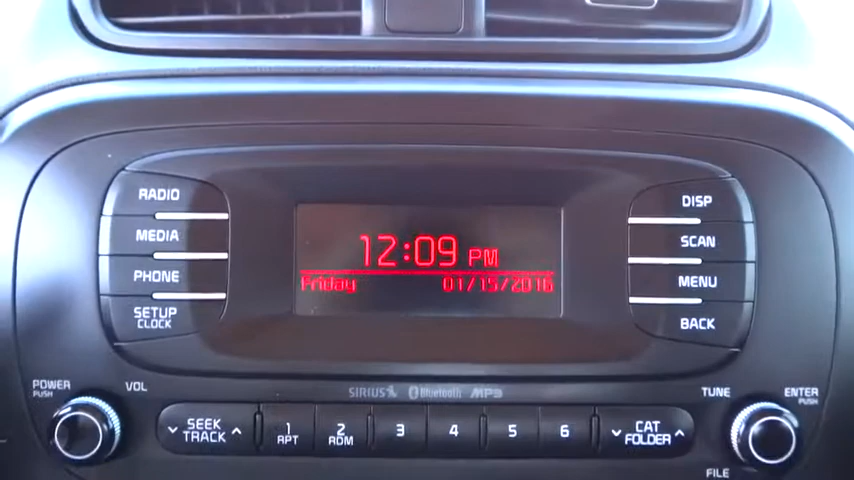 RADIO
MEDIA
PHONE
SETUP
CLOCK
12:09 PM
Friday 01/15/2016
DISP
SCAN
MENU
BACK
POWER
PUSH
VOL
SIRIUS Bluetooth MP3
TUNE
ENTER
PUSH
SEEK
TRACK
1
RPT
2
RDM
3
4
5
6
CAT
FOLDER
FILE